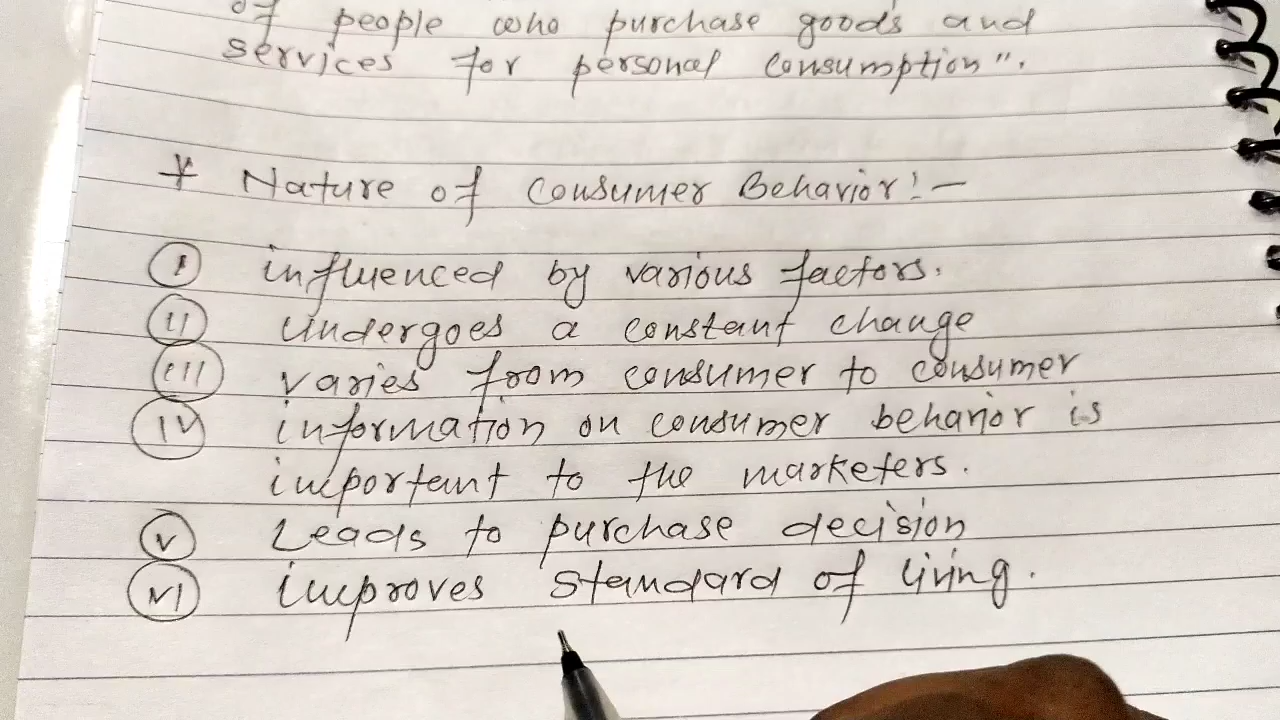 of people who purchase goods and
services for personal consumption".
* Nature of Consumer Behavior:-
(I) influenced by various factors.
(II) undergoes a constant change
(III) varies from consumer to consumer
(IV) information on consumer behavior is
important to the marketers.
(V) Leads to purchase decision
(VI) improves standard of living.